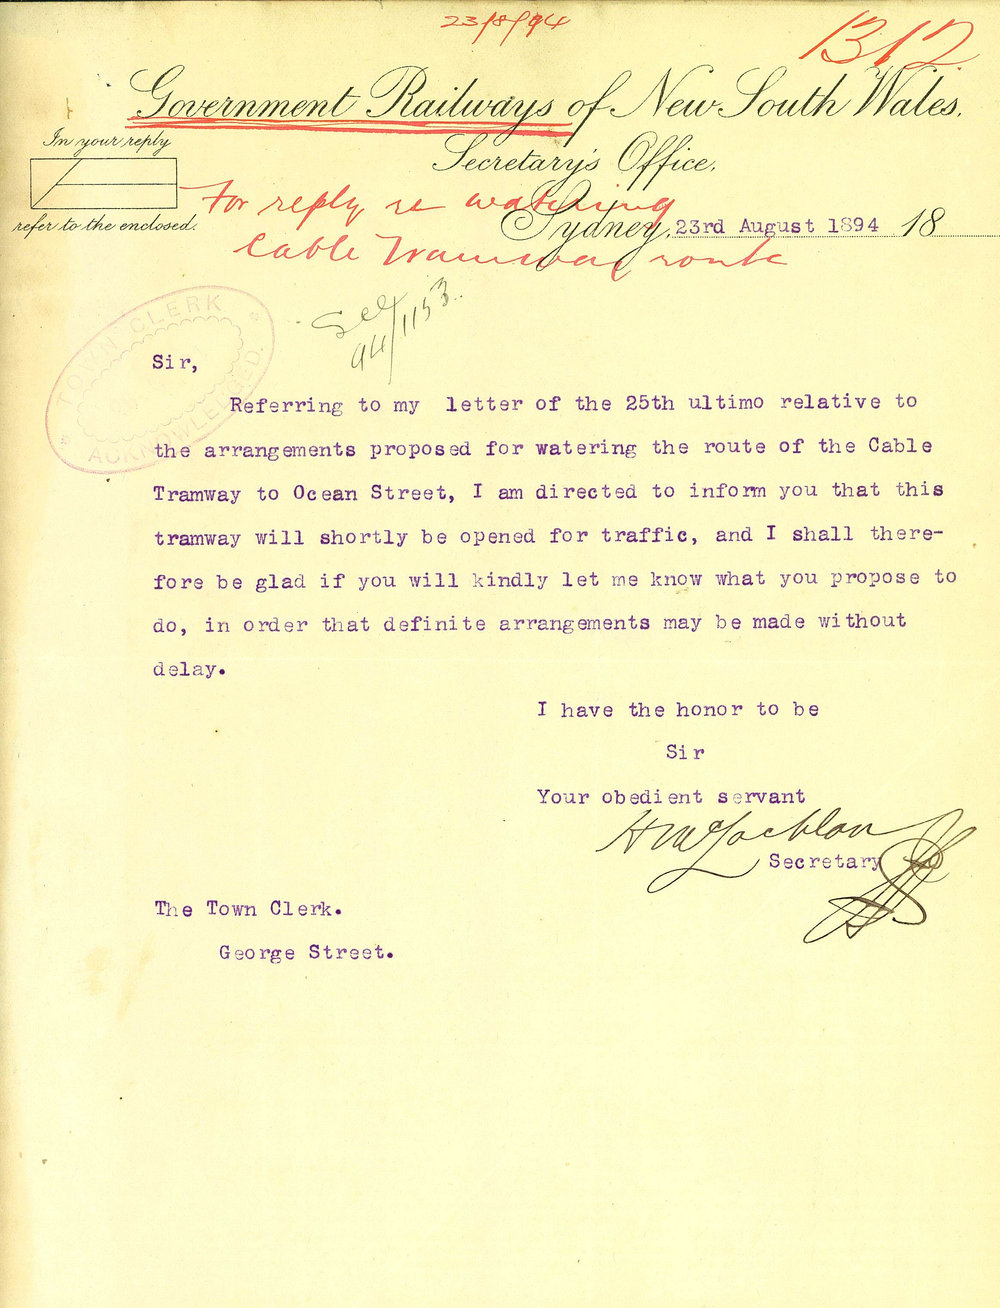 23/8/94
1312
Government Railways of New South Wales.
In your reply
Secretary's Office.
refer to the enclosed.
For reply re watering
Sydney, 23rd August 1894 18
Cable Tramway route
See
94/1153
TOWN CLERK
ACKNOWLEDGED.
Sir,
Referring to my letter of the 25th ultimo relative to
the arrangements proposed for watering the route of the Cable
Tramway to Ocean Street, I am directed to inform you that this
tramway will shortly be opened for traffic, and I shall there-
fore be glad if you will kindly let me know what you propose to
do, in order that definite arrangements may be made without
delay.
I have the honor to be
Sir
Your obedient servant
H McLachlan
Secretary
The Town Clerk.
George Street.